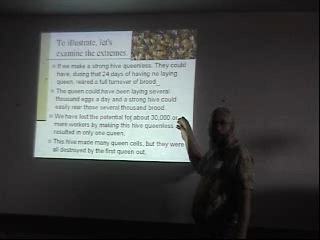 To illustrate, let's
examine the extremes.
If we make a strong hive queenless. They could
have, during that 24 days of having no laying
queen, reared a full turnover of brood.
The queen could have been laying several
thousand eggs a day and a strong hive could
easily rear those several thousand brood.
We have lost the potential for about 30,000 or
more workers by making this hive queenless
resulted in only one queen.
This hive made many queen cells, but they were
all destroyed by the first queen out.